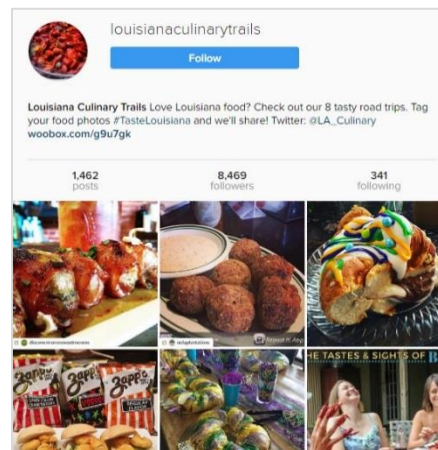 louisianaculinarytrails
Follow
Louisiana Culinary Trails Love Louisiana food? Check out our 8 tasty road trips. Tag
your food photos #TasteLouisiana and we'll share! Twitter: @LA_Culinary
woobox.com/g9u7gk
1,462 8,469 341
posts followers following
Zapp's Zapp's Zapp's
HE TASTES & SIGHTS OF